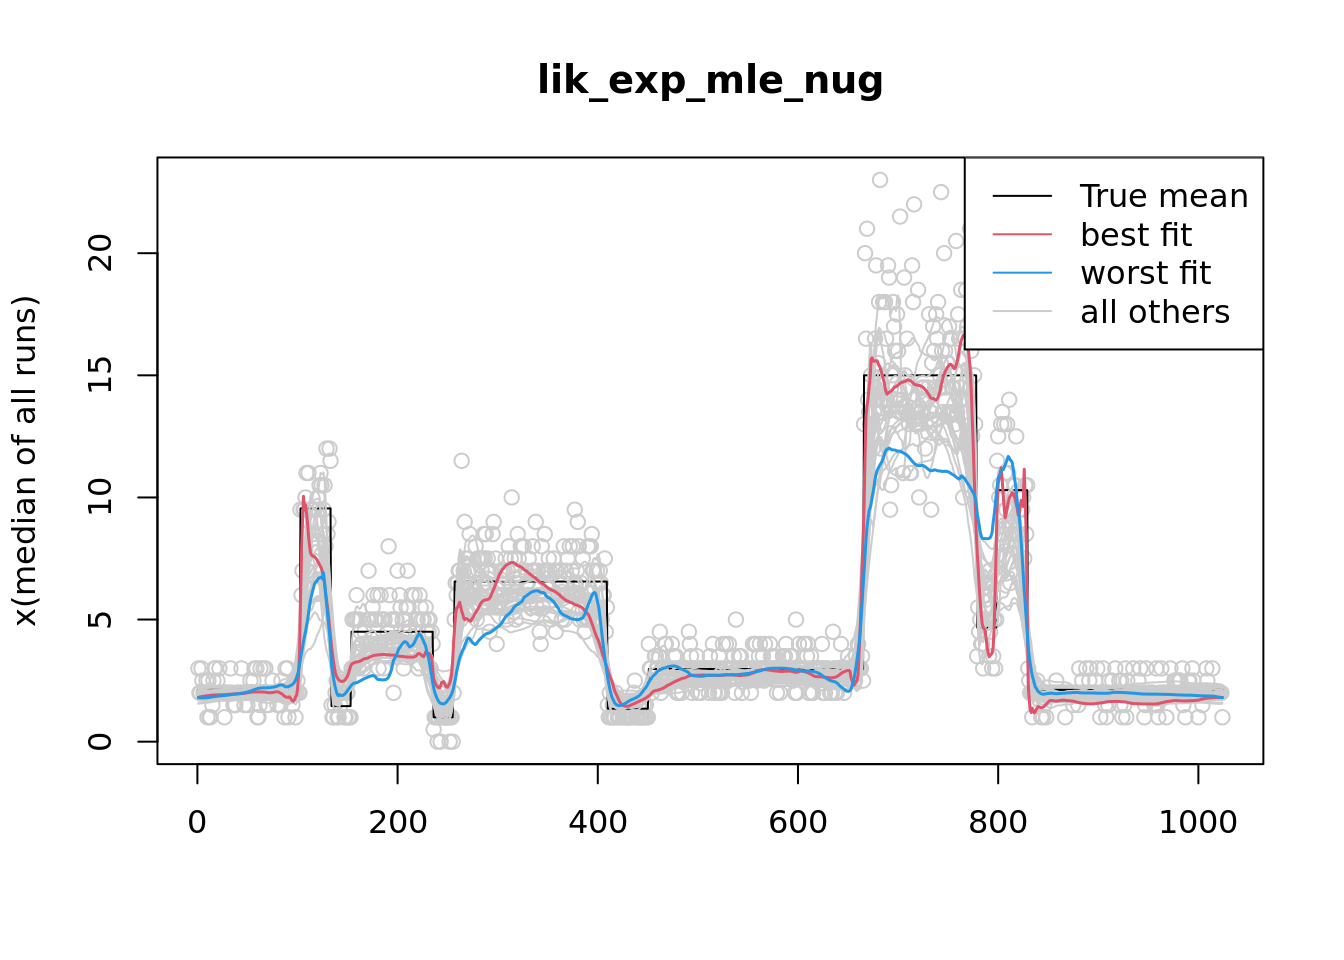 lik_exp_mle_nug
x(median of all runs)
20
15
10
5
0
True mean
best fit
worst fit
all others
0 200 400 600 800 1000